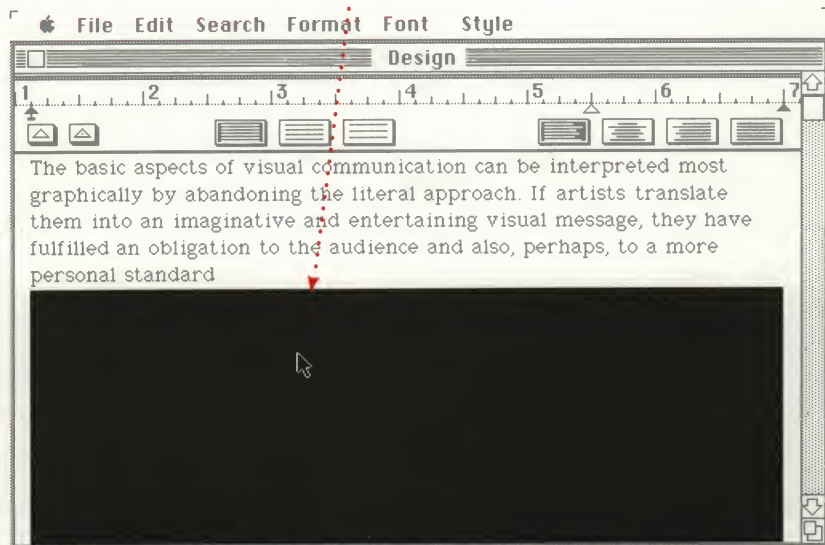 File Edit Search Format Font Style
Design
1 2 3 4 5 6 7
The basic aspects of visual communication can be interpreted most
graphically by abandoning the literal approach. If artists translate
them into an imaginative and entertaining visual message, they have
fulfilled an obligation to the audience and also, perhaps, to a more
personal standard